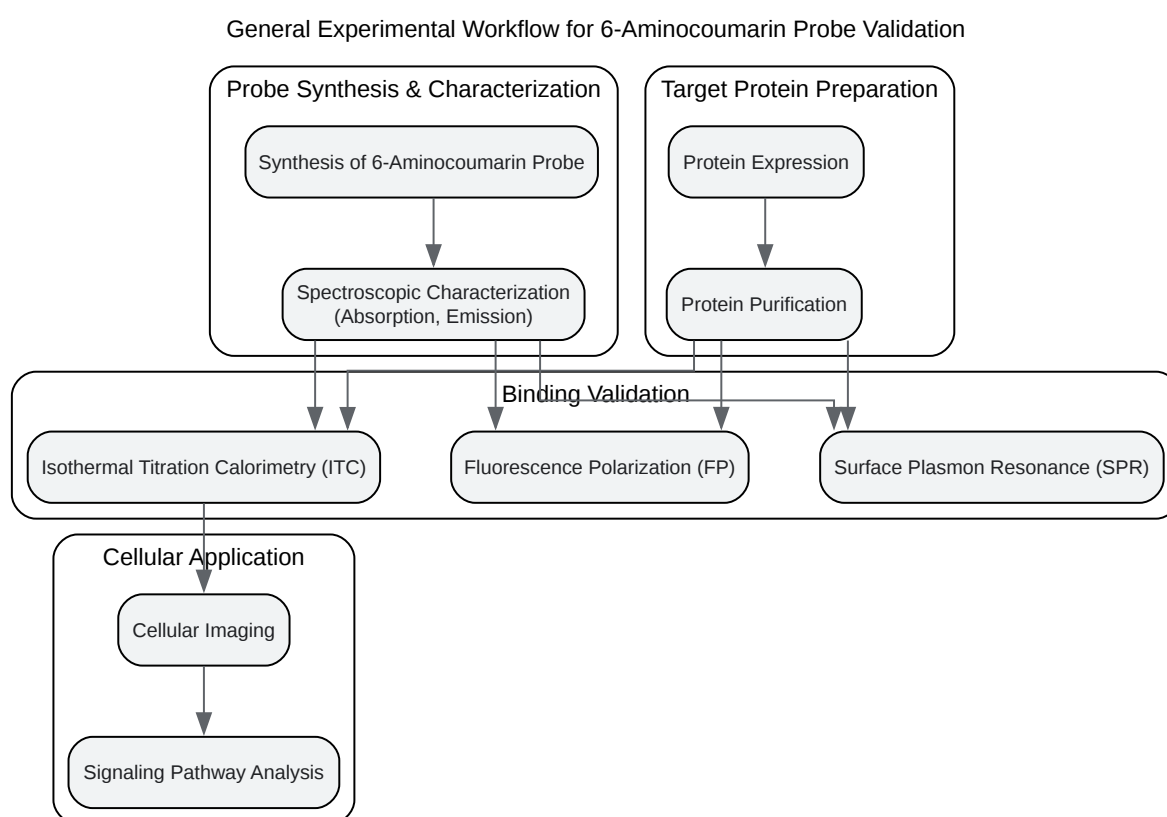 General Experimental Workflow for 6-Aminocoumarin Probe Validation
Probe Synthesis & Characterization
Target Protein Preparation
Synthesis of 6-Aminocoumarin Probe
Protein Expression
Spectroscopic Characterization
(Absorption, Emission)
Protein Purification
Binding Validation
Isothermal Titration Calorimetry (ITC)
Fluorescence Polarization (FP)
Surface Plasmon Resonance (SPR)
Cellular Application
Cellular Imaging
Signaling Pathway Analysis